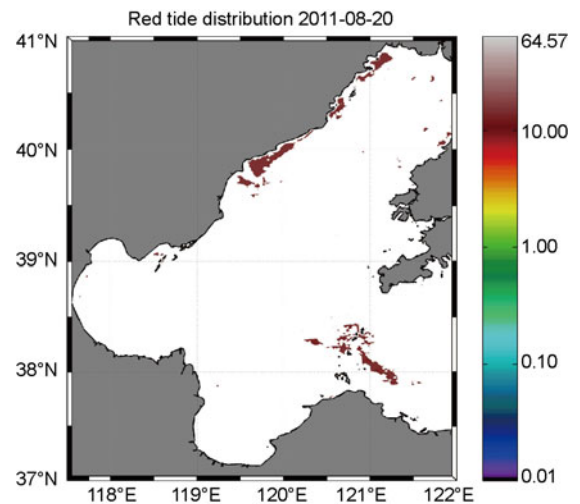 Red tide distribution 2011-08-20
41°N
40°N
39°N
38°N
37°N
118°E 119°E 120°E 121°E 122°E
64.57
10.00
1.00
0.10
0.01